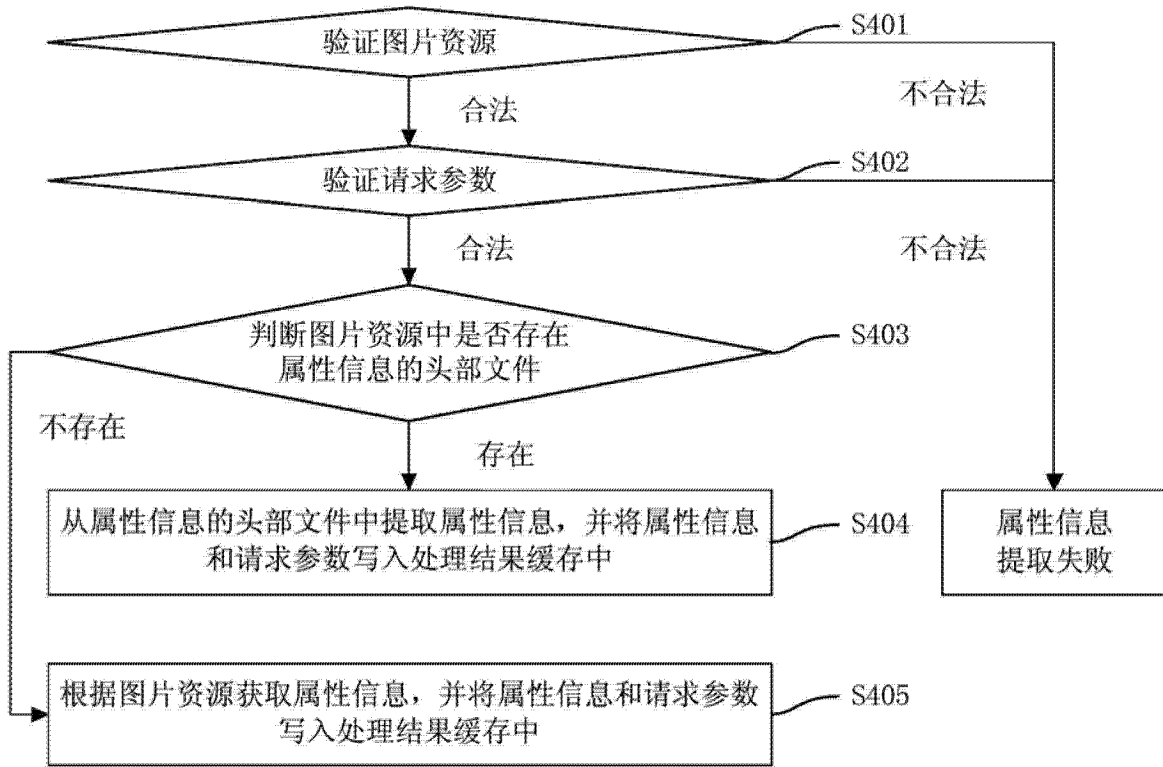 验证图片资源
S401
合法
不合法
验证请求参数
S402
合法
不合法
判断图片资源中是否存在
属性信息的头部文件
S403
不存在
存在
从属性信息的头部文件中提取属性信息，并将属性信息
和请求参数写入处理结果缓存中
S404
属性信息
提取失败
根据图片资源获取属性信息，并将属性信息和请求参数
写入处理结果缓存中
S405